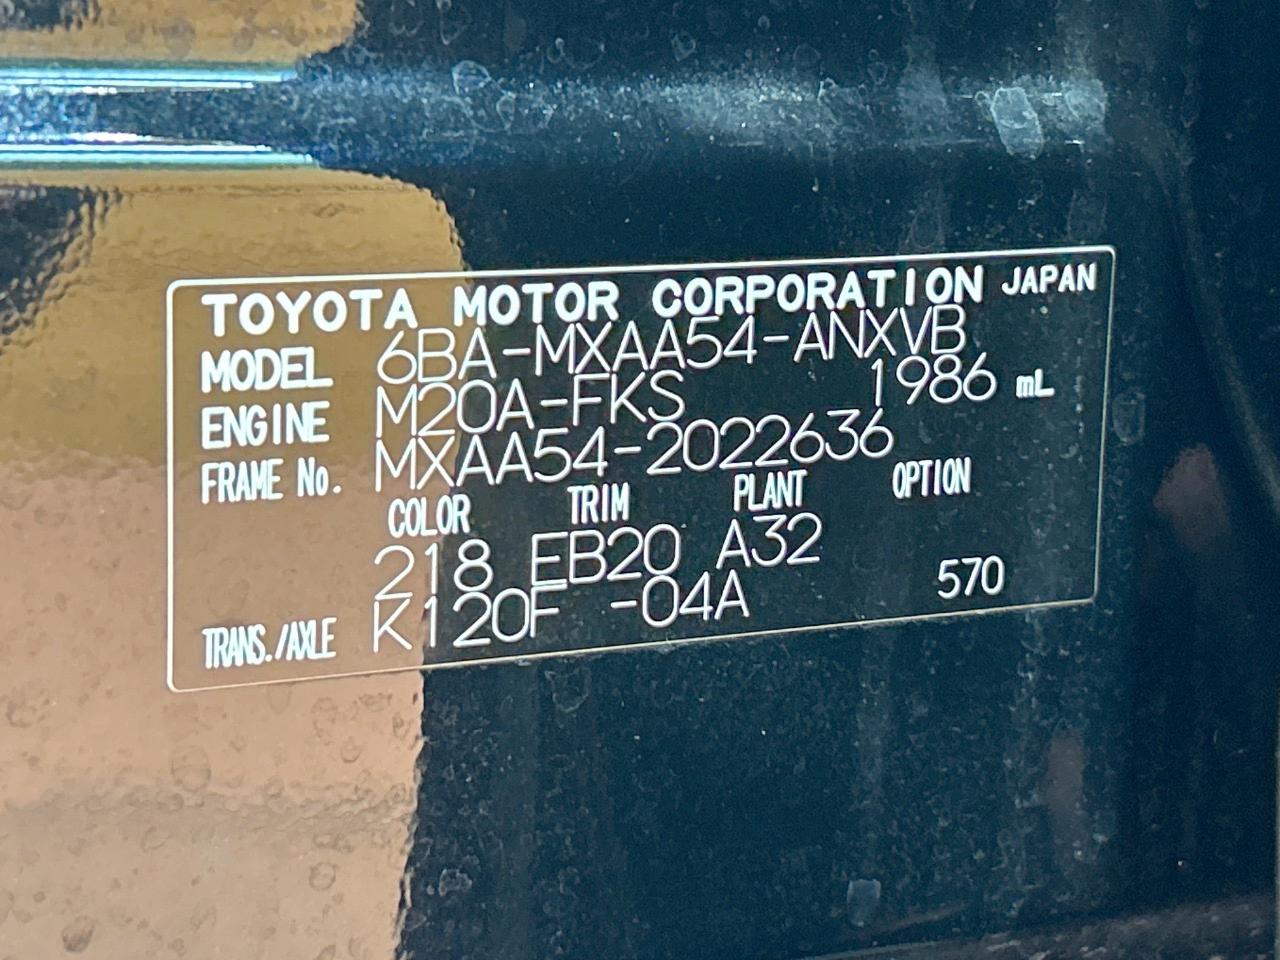 TOYOTA MOTOR CORPORATION JAPAN
MODEL 6BA-MXAA54-ANXVB
ENGINE M20A-FKS 1986 mL
FRAME No. MXAA54-2022636
COLOR TRIM PLANT OPTION
218 EB20 A32
TRANS./AXLE K120F -04A 570